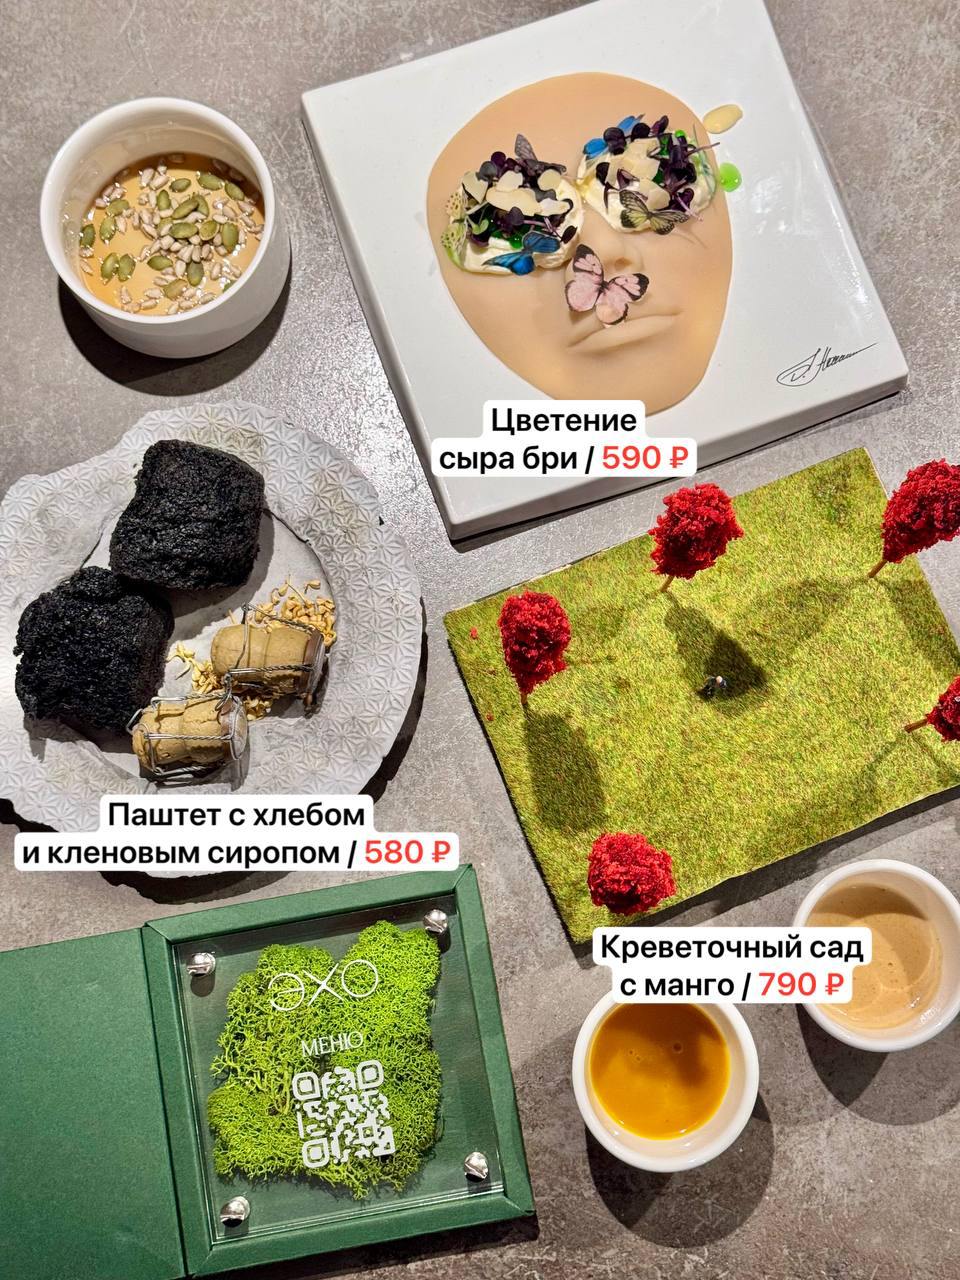 Цветение
сыра бри / 590 ₽
Паштет с хлебом
и кленовым сиропом / 580 ₽
Креветочный сад
с манго / 790 ₽
ЭХО
МЕНЮ